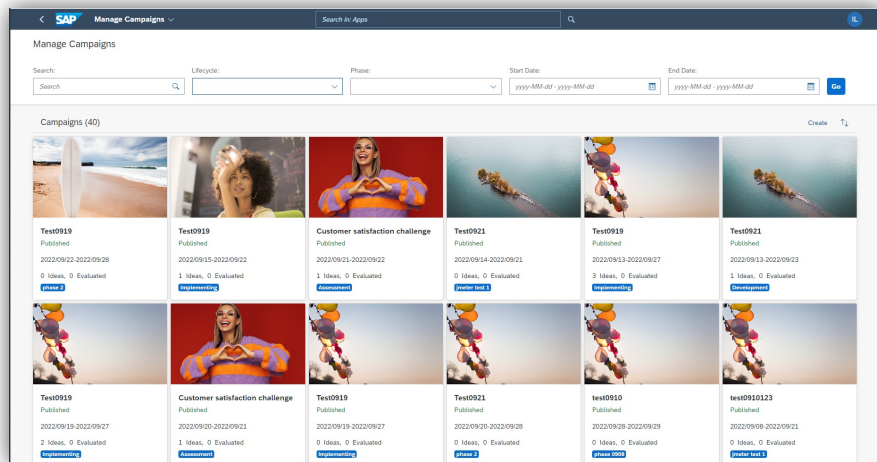 SAP Manage Campaigns Search in: Apps IL
Manage Campaigns
Search: Lifecycle: Phase: Start Date: End Date:
Search yyyy-MM-dd - yyyy-MM-dd yyyy-MM-dd - yyyy-MM-dd Go
Campaigns (40) Create
Test0919 Test0919 Customer satisfaction challenge Test0921 Test0919 Test0921
Published Published Published Published Published Published
2022/09/22-2022/09/28 2022/09/15-2022/09/22 2022/09/21-2022/09/22 2022/09/14-2022/09/21 2022/09/13-2022/09/27 2022/09/13-2022/09/23
0 Ideas, 0 Evaluated 1 Ideas, 0 Evaluated 1 Ideas, 0 Evaluated 0 Ideas, 0 Evaluated 3 Ideas, 0 Evaluated 1 Ideas, 0 Evaluated
phase 2 Implementing Assessment jmeter test 1 Implementing Development
Test0919 Customer satisfaction challenge Test0919 Test0921 test0910 test0910123
Published Published Published Published Published Published
2022/09/19-2022/09/27 2022/09/20-2022/09/21 2022/09/19-2022/09/27 2022/09/20-2022/09/28 2022/09/28-2022/09/29 2022/09/08-2022/09/21
2 Ideas, 0 Evaluated 1 Ideas, 0 Evaluated 0 Ideas, 0 Evaluated 0 Ideas, 0 Evaluated 0 Ideas, 0 Evaluated 0 Ideas, 0 Evaluated
Implementing Assessment Implementing phase 2 phase 0908 jmeter test 1